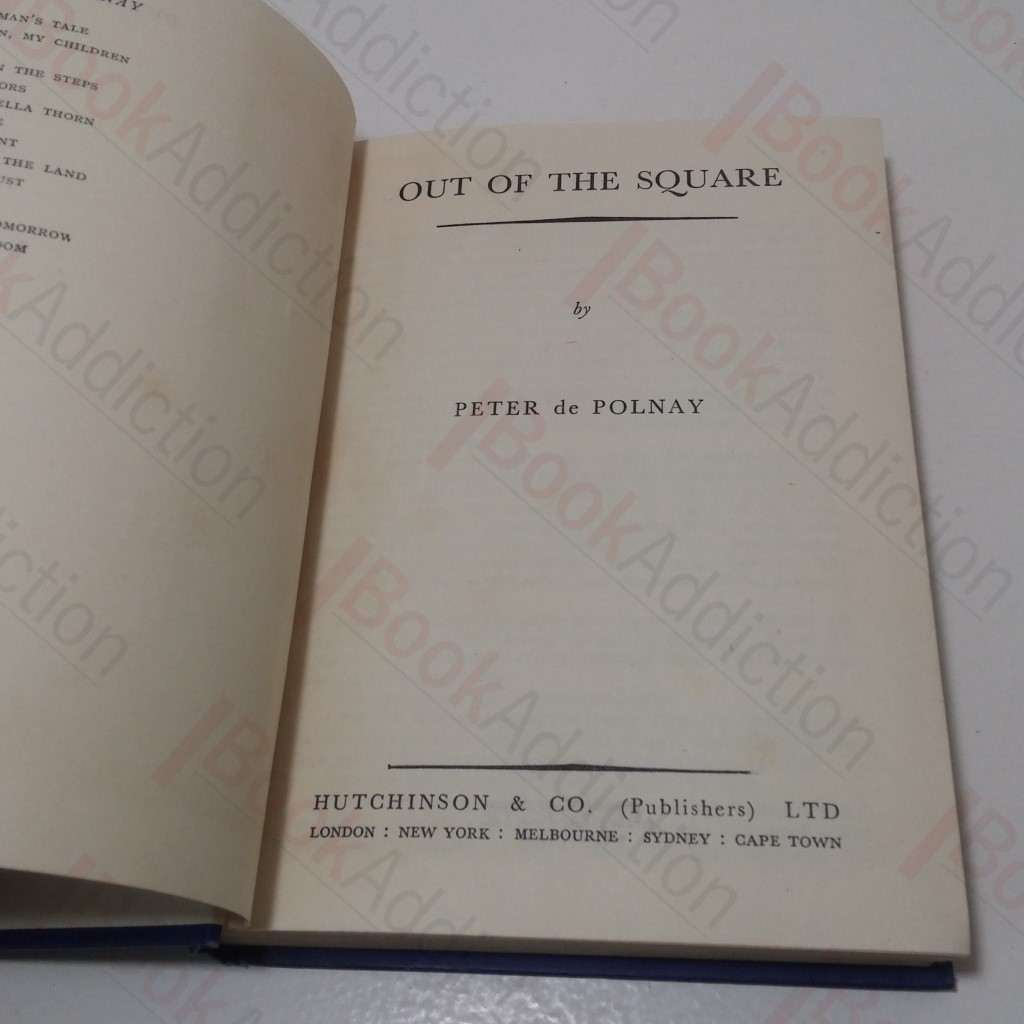 MAN'S TALE
N, MY CHILDREN
THE STEPS
ORS
ELLA THORN
NT
THE LAND
UST
OMORROW
OOM
OUT OF THE SQUARE
by
PETER de POLNAY
HUTCHINSON & CO. (Publishers) LTD
LONDON : NEW YORK : MELBOURNE : SYDNEY : CAPE TOWN
BookAddiction